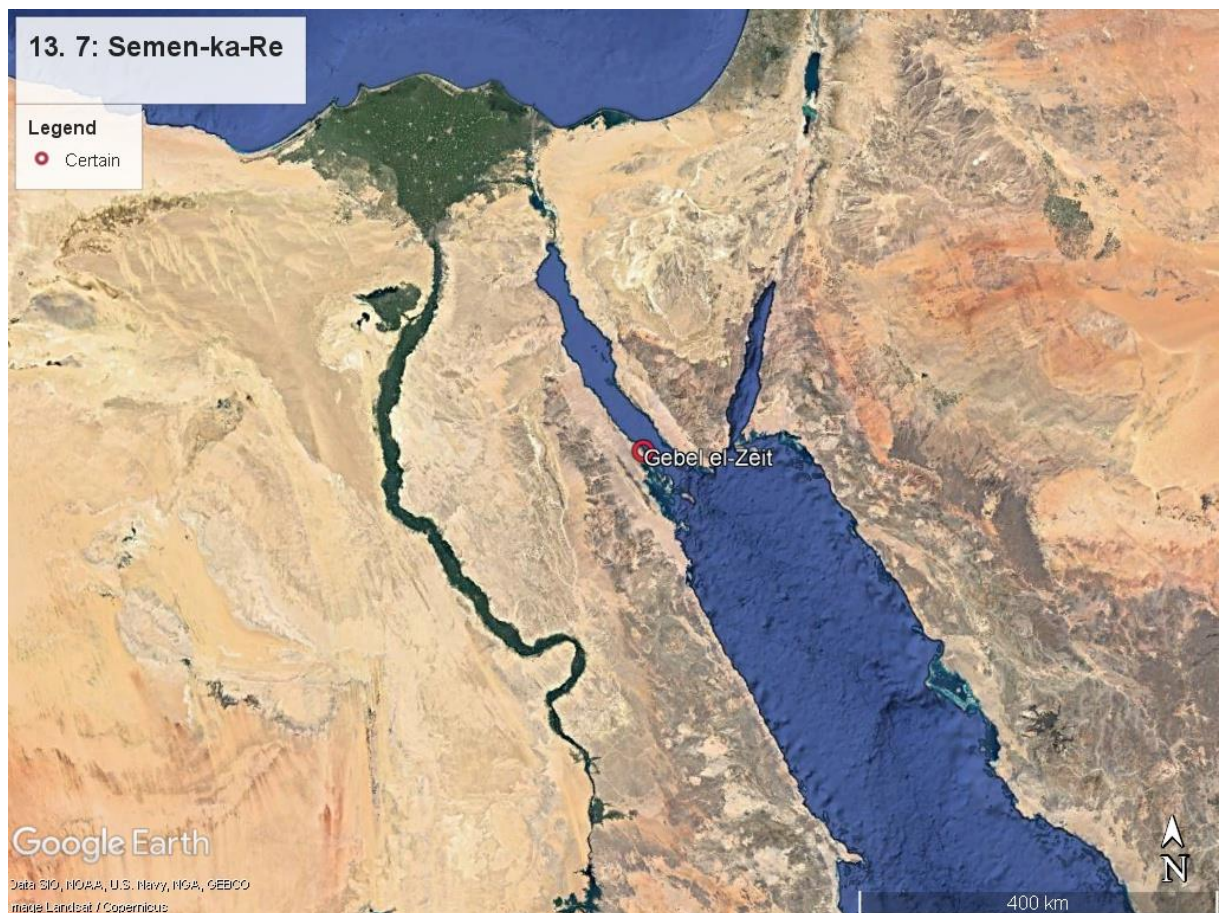 13. 7: Semen-ka-Re
Legend
Certain
Gebel el-Zeit
Google Earth
Data SIO, NOAA, U.S. Navy, NGA, GEBCO
Image Landsat / Copernicus
N
400 km